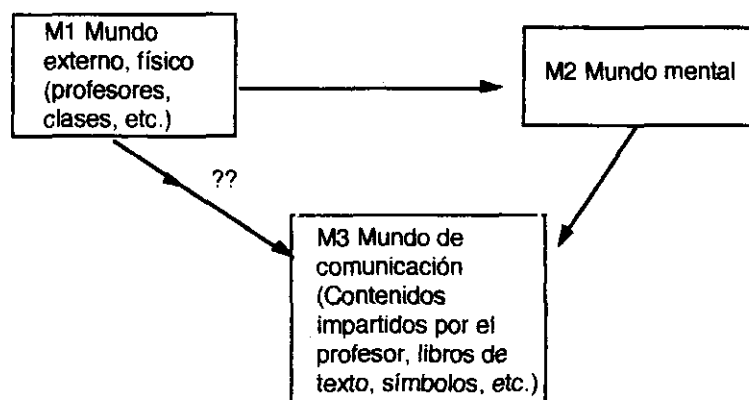 M1 Mundo
externo, físico
(profesores,
clases, etc.)
M2 Mundo mental
??
M3 Mundo de
comunicación
(Contenidos
impartidos por el
profesor, libros de
texto, símbolos, etc.)